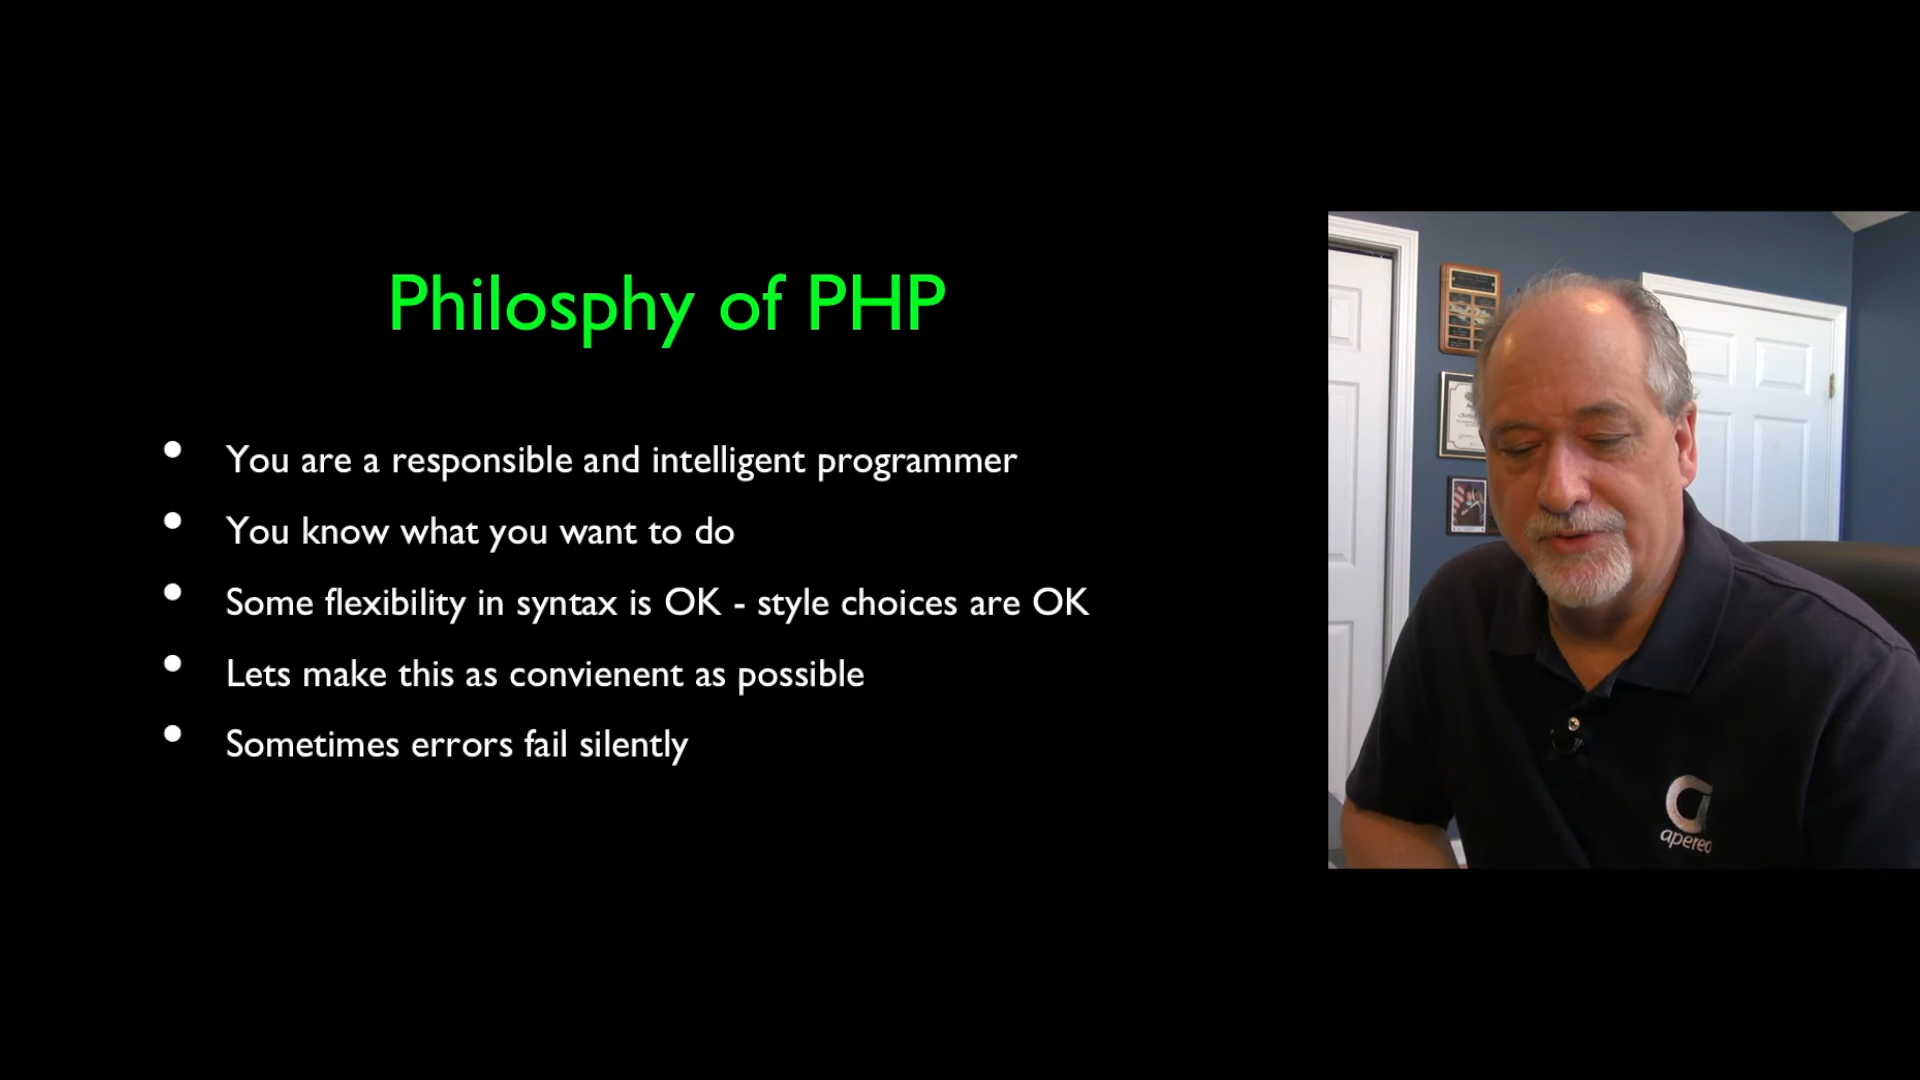 Philosphy of PHP
You are a responsible and intelligent programmer
You know what you want to do
Some flexibility in syntax is OK - style choices are OK
Lets make this as convienent as possible
Sometimes errors fail silently
apereo